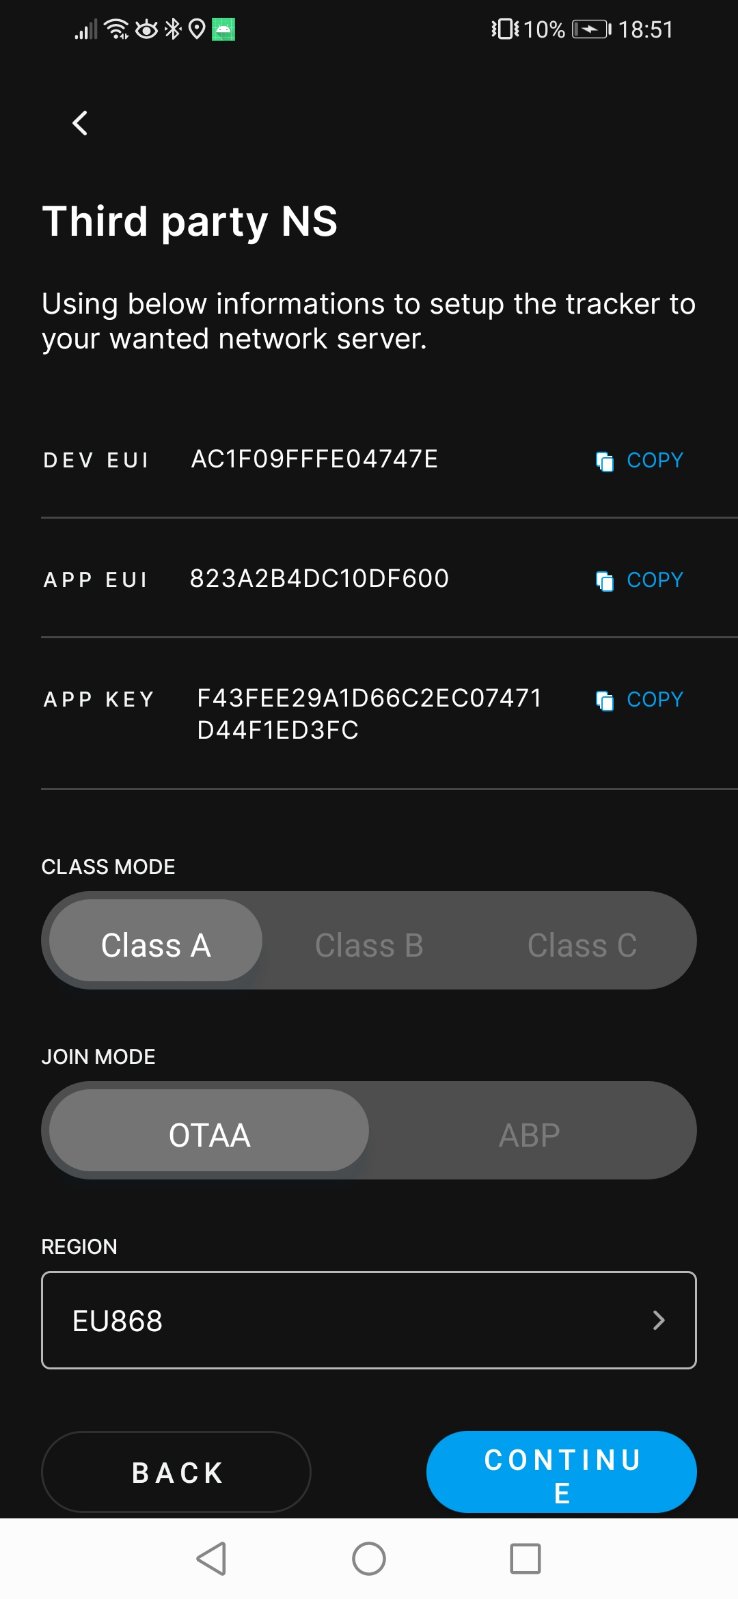 10% 18:51
Third party NS
Using below informations to setup the tracker to
your wanted network server.
DEV EUI AC1F09FFFE04747E COPY
APP EUI 823A2B4DC10DF600 COPY
APP KEY F43FEE29A1D66C2EC07471 COPY
D44F1ED3FC
CLASS MODE
Class A Class B Class C
JOIN MODE
OTAA ABP
REGION
EU868
BACK CONTINU
E